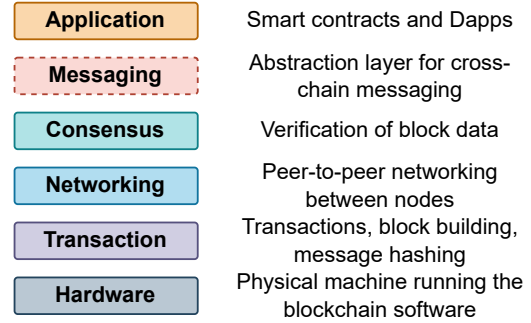 Application
Smart contracts and Dapps
Messaging
Abstraction layer for cross-
chain messaging
Consensus
Verification of block data
Networking
Peer-to-peer networking
between nodes
Transaction
Transactions, block building,
message hashing
Hardware
Physical machine running the
blockchain software